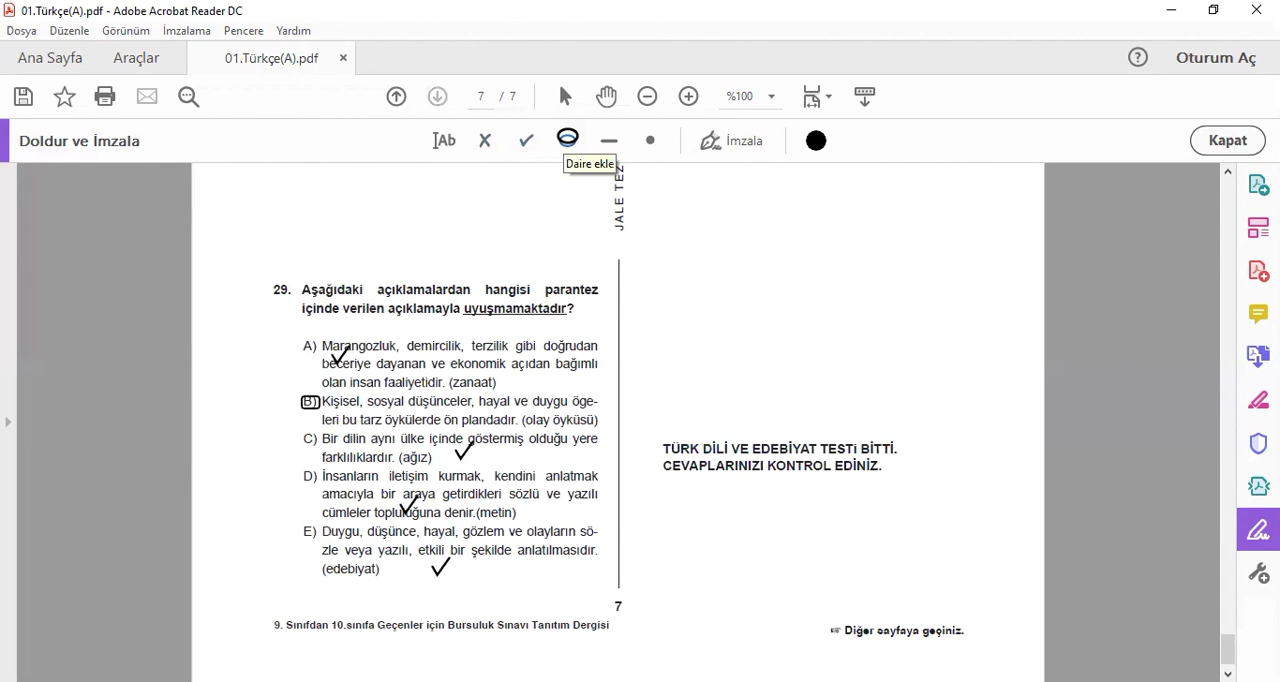 01.Türkçe(A).pdf - Adobe Acrobat Reader DC
Dosya Düzenle Görünüm İmzalama Pencere Yardım
Ana Sayfa Araçlar 01.Türkçe(A).pdf × ? Oturum Aç
7 / 7 %100
Doldur ve İmzala Ab İmzala Kapat
Daire ekle
JALE TEZ
29. Aşağıdaki açıklamalardan hangisi parantez
içinde verilen açıklamayla uyuşmamaktadır?
A) Marangozluk, demircilik, terzilik gibi doğrudan
beceriye dayanan ve ekonomik açıdan bağımlı
olan insan faaliyetidir. (zanaat)
B) Kişisel, sosyal düşünceler, hayal ve duygu öge-
leri bu tarz öykülerde ön plandadır. (olay öyküsü)
C) Bir dilin aynı ülke içinde göstermiş olduğu yere
farklılıklardır. (ağız)
D) İnsanların iletişim kurmak, kendini anlatmak
amacıyla bir araya getirdikleri sözlü ve yazılı
cümleler topluluğuna denir.(metin)
E) Duygu, düşünce, hayal, gözlem ve olayların sö-
zle veya yazılı, etkili bir şekilde anlatılmasıdır.
(edebiyat)
TÜRK DİLİ VE EDEBİYAT TESTi BİTTİ.
CEVAPLARINIZI KONTROL EDİNİZ.
7
9. Sınıfdan 10.sınıfa Geçenler için Bursuluk Sınavı Tanıtım Dergisi
☞ Diğer sayfaya geçiniz.